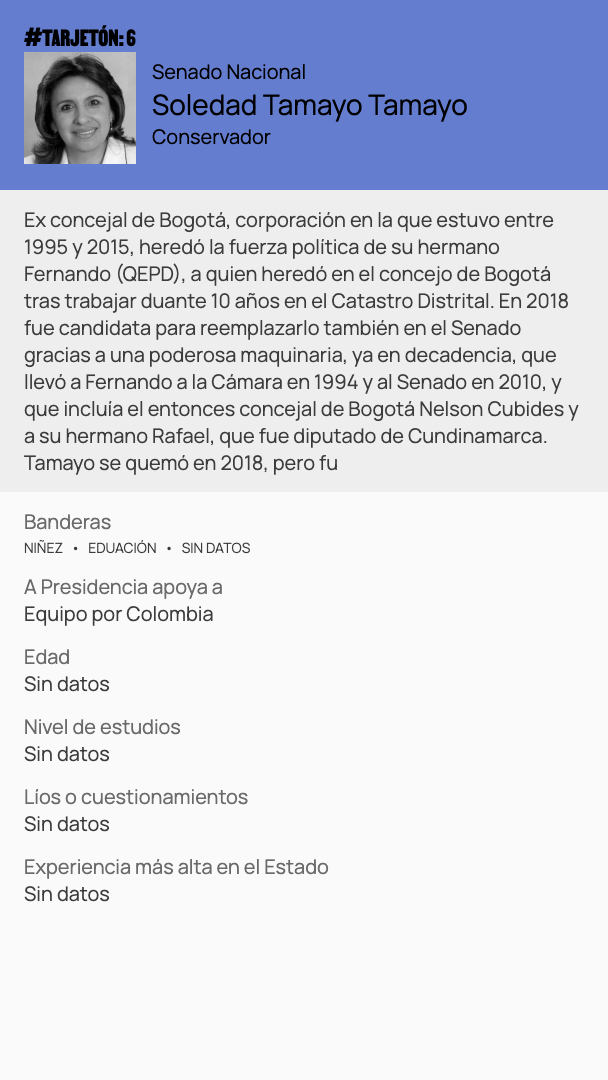 #TARJETÓN: 6
Senado Nacional
Soledad Tamayo Tamayo
Conservador
Ex concejal de Bogotá, corporación en la que estuvo entre
1995 y 2015, heredó la fuerza política de su hermano
Fernando (QEPD), a quien heredó en el concejo de Bogotá
tras trabajar duante 10 años en el Catastro Distrital. En 2018
fue candidata para reemplazarlo también en el Senado
gracias a una poderosa maquinaria, ya en decadencia, que
llevó a Fernando a la Cámara en 1994 y al Senado en 2010, y
que incluía el entonces concejal de Bogotá Nelson Cubides y
a su hermano Rafael, que fue diputado de Cundinamarca.
Tamayo se quemó en 2018, pero fu
Banderas
NIÑEZ • EDUACIÓN • SIN DATOS
A Presidencia apoya a
Equipo por Colombia
Edad
Sin datos
Nivel de estudios
Sin datos
Líos o cuestionamientos
Sin datos
Experiencia más alta en el Estado
Sin datos